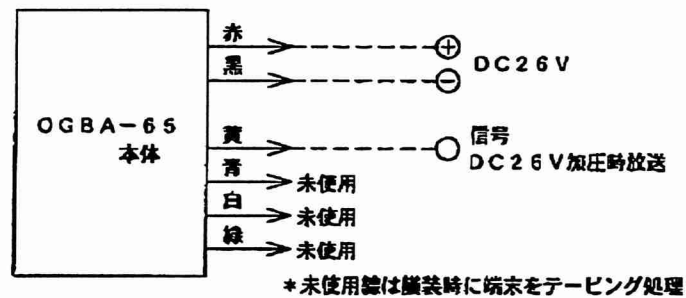 赤
⊕ DC26V
黒
⊖
OGBA-65
本体
黄
信号
DC26V加圧時放送
青
未使用
白
未使用
緑
未使用
*未使用線は艤装時に端末をテーピング処理